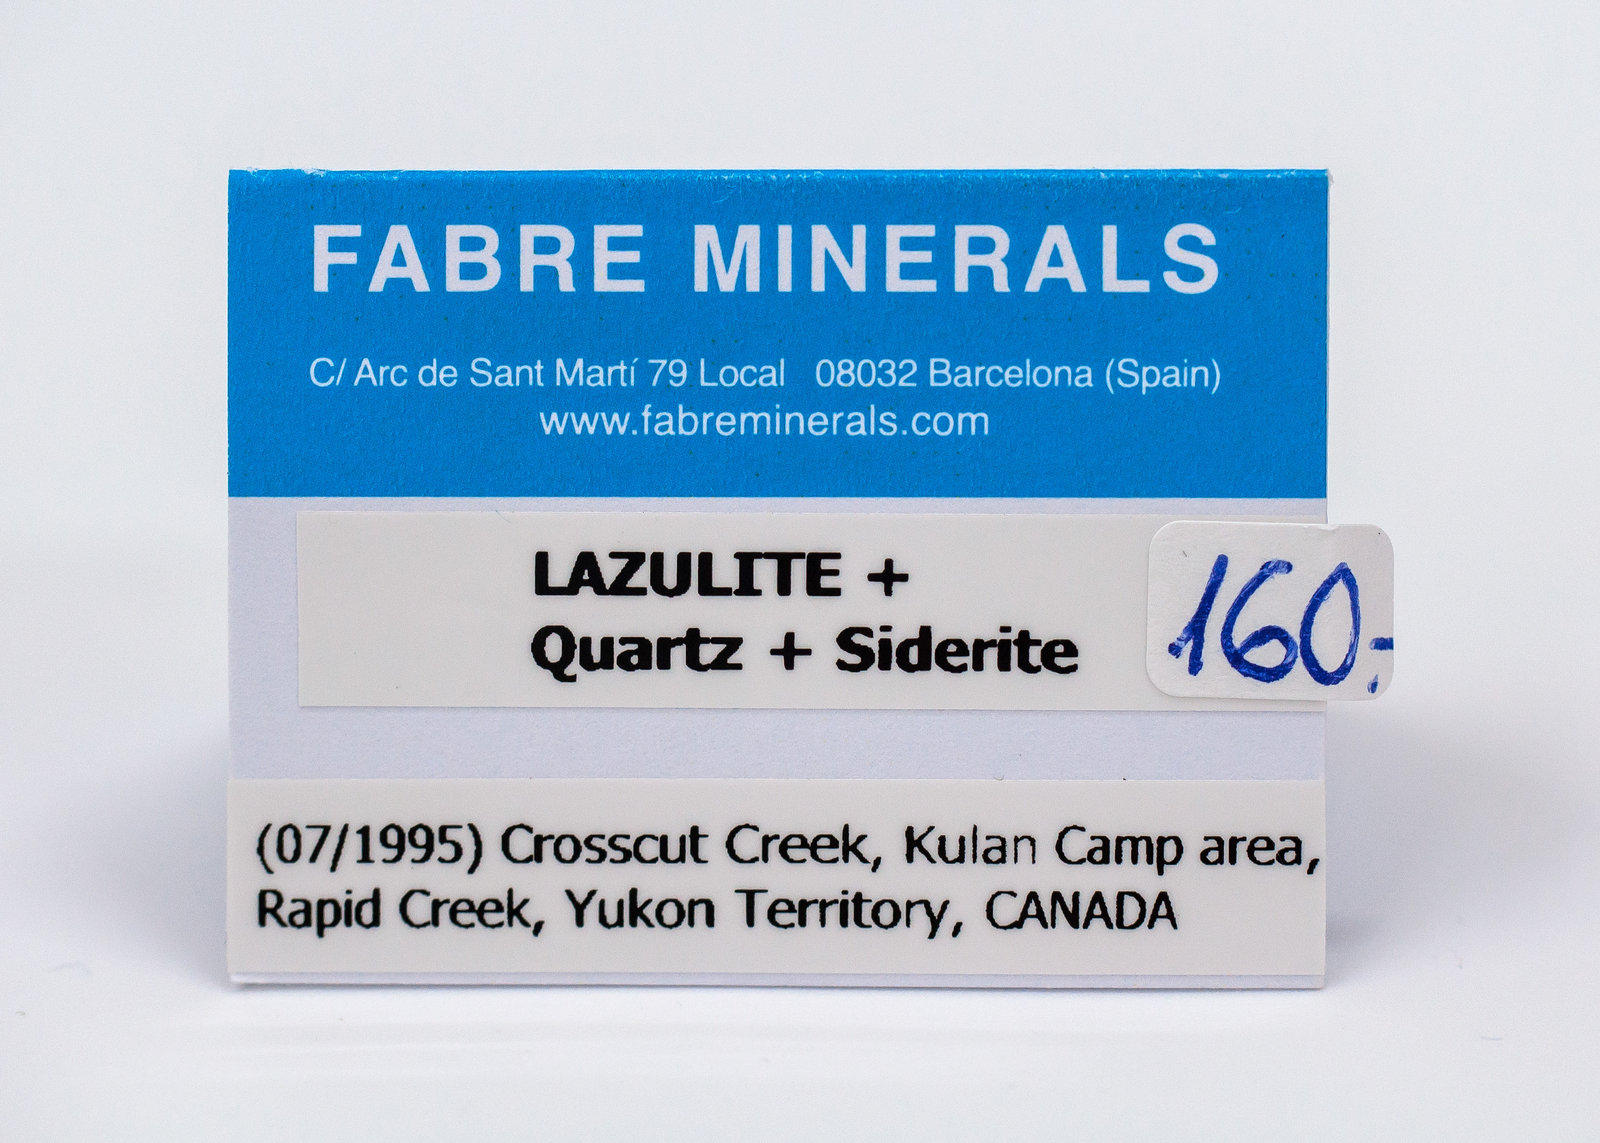 FABRE MINERALS
C/ Arc de Sant Martí 79 Local 08032 Barcelona (Spain)
www.fabreminerals.com
LAZULITE +
Quartz + Siderite
160.-
(07/1995) Crosscut Creek, Kulan Camp area,
Rapid Creek, Yukon Territory, CANADA